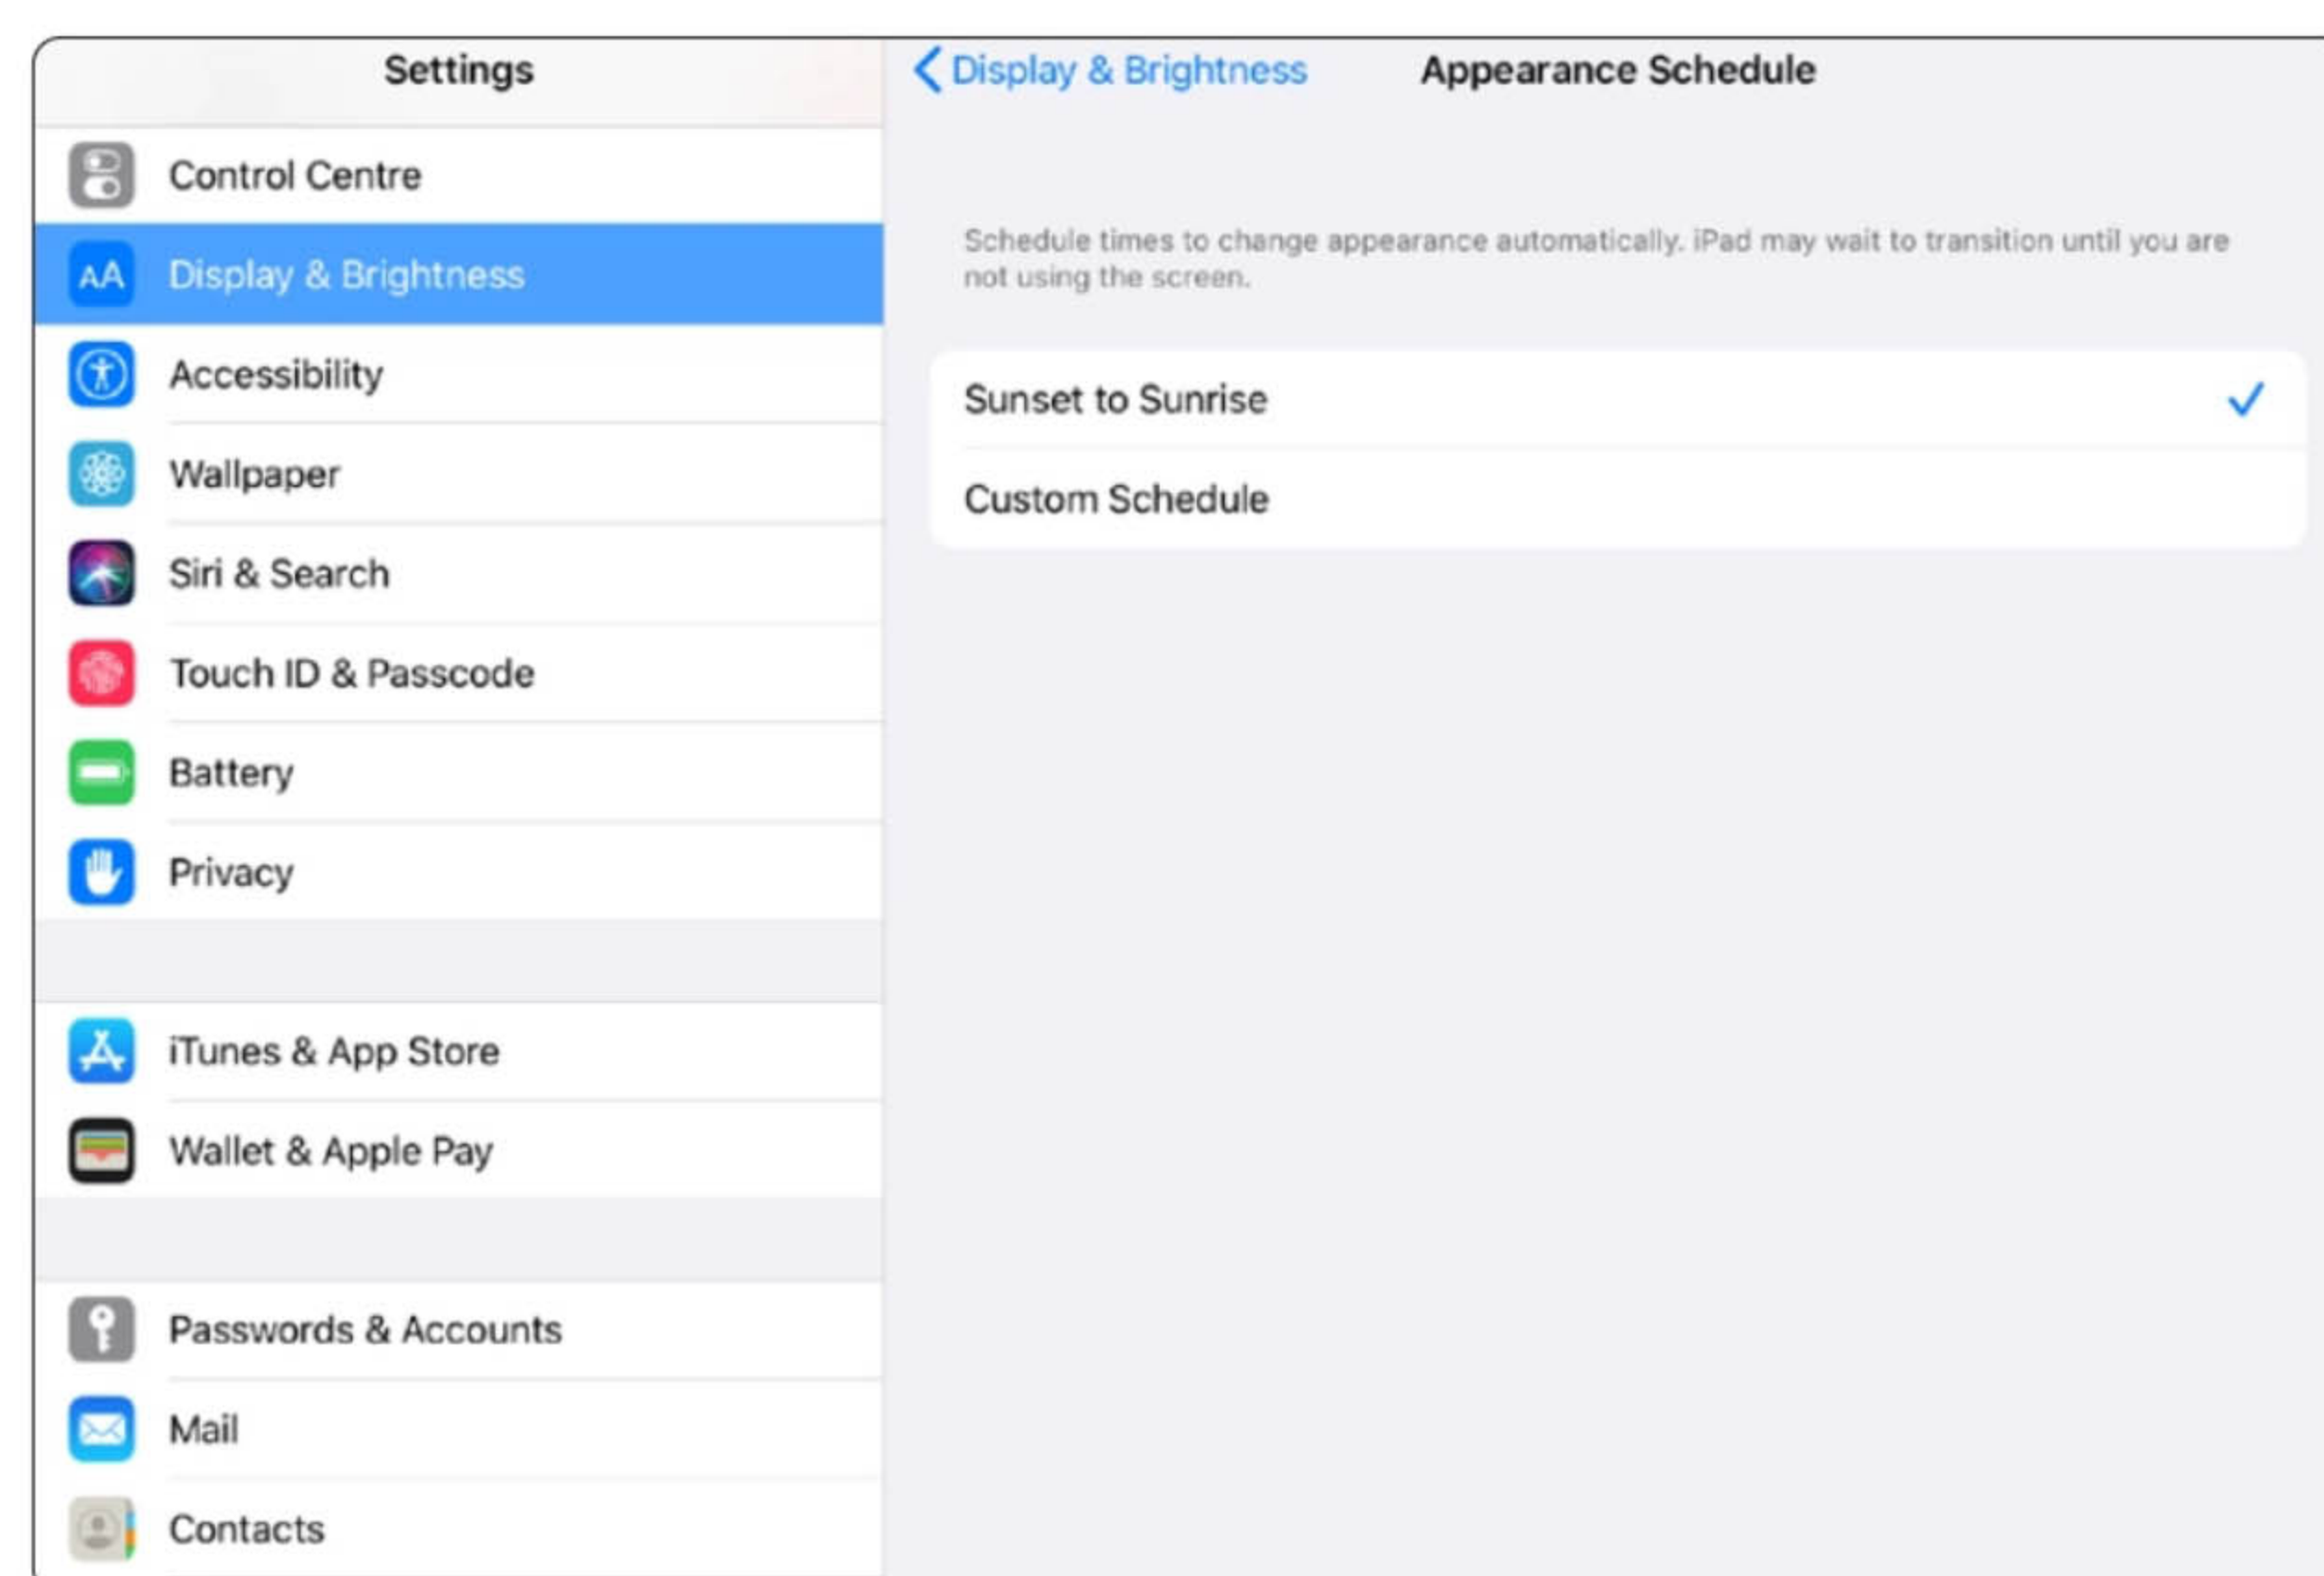 Settings
Control Centre
AA
Display & Brightness
Accessibility
Wallpaper
Siri & Search
Touch ID & Passcode
Battery
Privacy
iTunes & App Store
Wallet & Apple Pay
Passwords & Accounts
Mail
Contacts
Display & Brightness
Appearance Schedule
Schedule times to change appearance automatically. iPad may wait to transition until you are
not using the screen.
Sunset to Sunrise
Custom Schedule